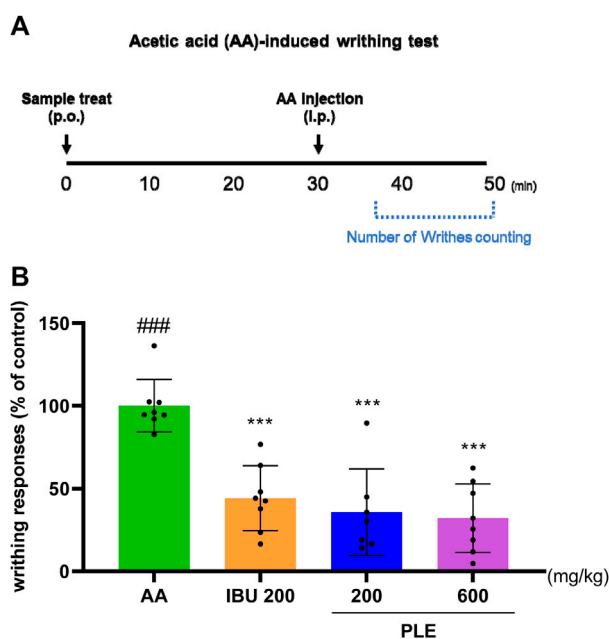 A
Acetic acid (AA)-induced writhing test
Sample treat
(p.o.)
AA injection
(i.p.)
0 10 20 30 40 50 (min)
Number of Writhes counting
B
writhing responses (% of control)
150
100
50
0
###
***
***
***
AA IBU 200 200 600 (mg/kg)
PLE